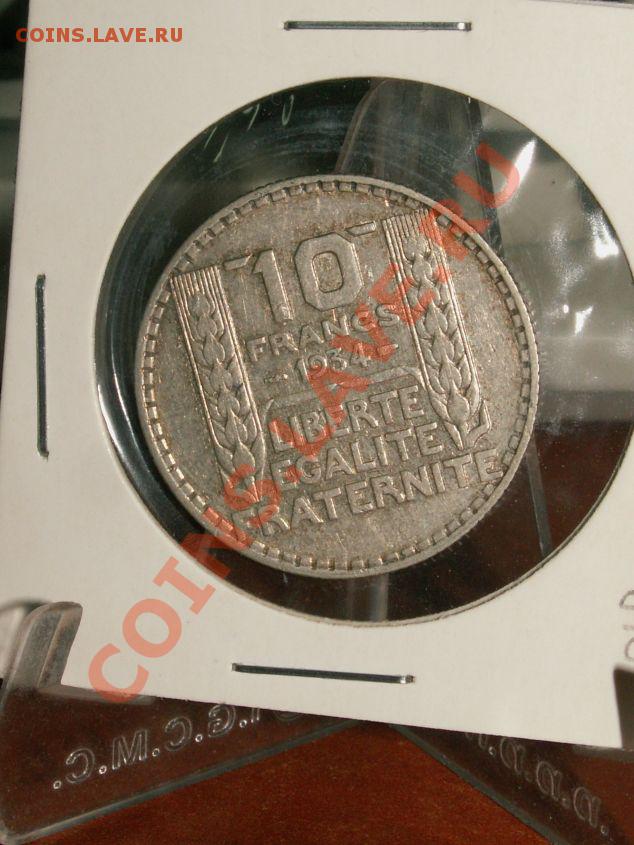 COINS.LAVE.RU
10
FRANCS
1934
LIBERTE
EGALITE
FRATERNITE
COINS.LAVE.RU